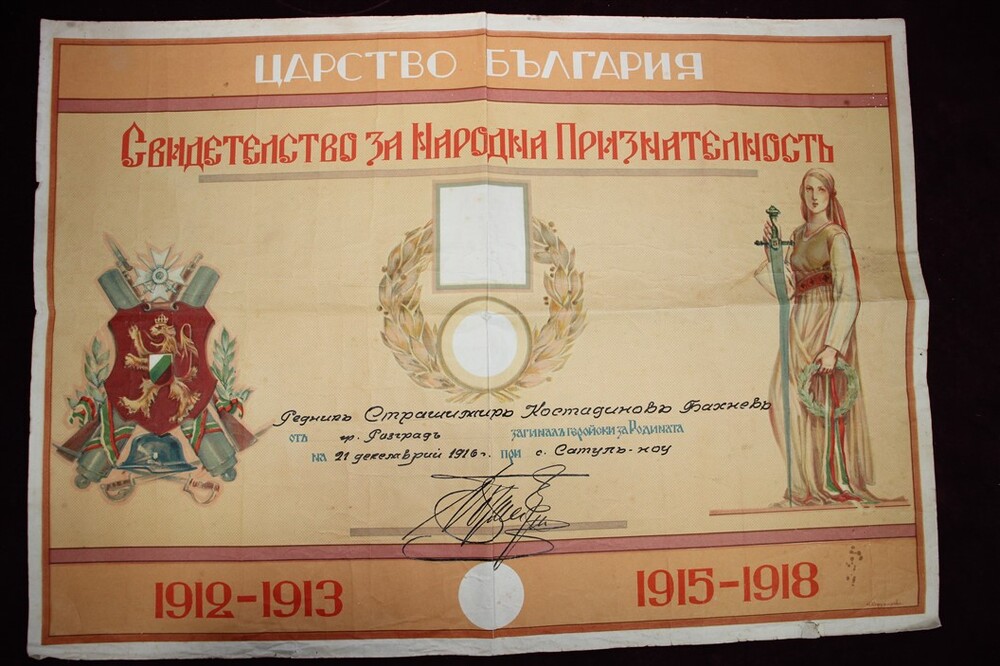 ЦАРСТВО БЪЛГАРИЯ
Свидетелство за Народна Признателность
Редникъ Страшимиръ Костадиновъ Бахневъ
отъ гр. Разградъ загиналъ геройски за Родината
на 21 декемврий 1916 г. при с. Сатулъ-ноу
1912-1913 1915-1918